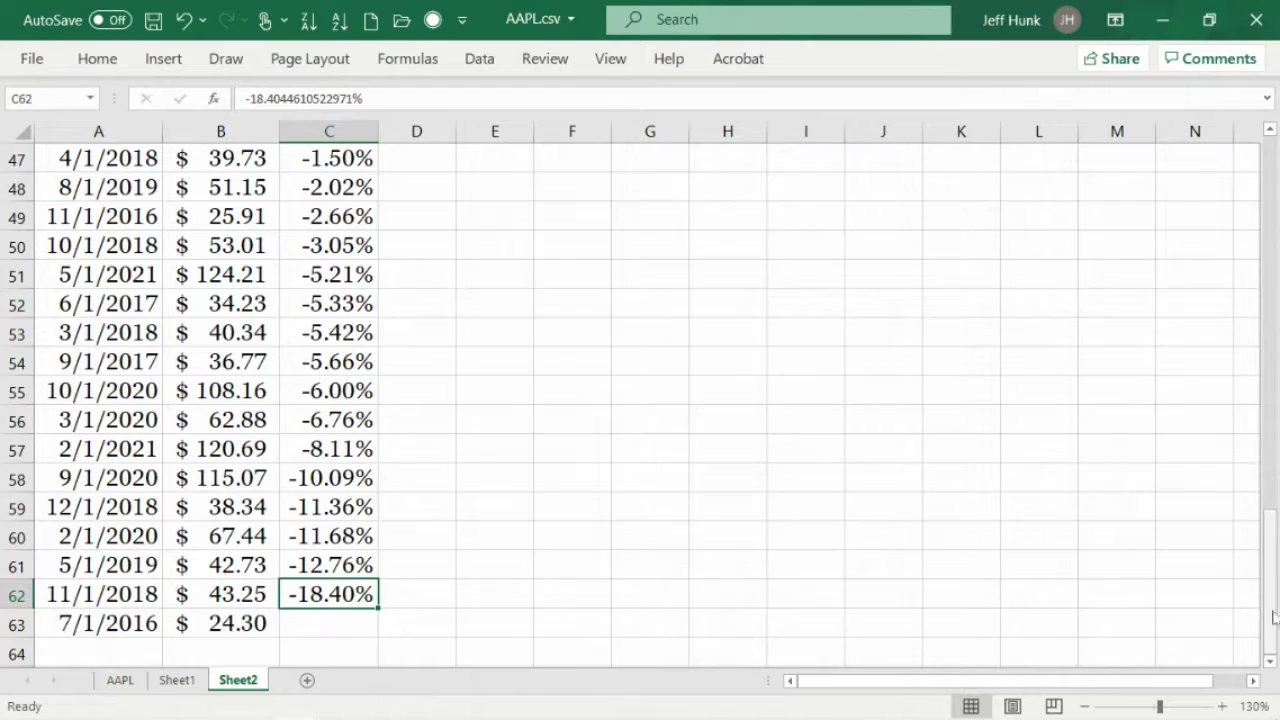 AutoSave Off AAPL.csv Search Jeff Hunk JH
File Home Insert Draw Page Layout Formulas Data Review View Help Acrobat Share Comments
C62 fx -18.4044610522971%
A B C D E F G H I J K L M N
47 4/1/2018 $ 39.73 -1.50%
48 8/1/2019 $ 51.15 -2.02%
49 11/1/2016 $ 25.91 -2.66%
50 10/1/2018 $ 53.01 -3.05%
51 5/1/2021 $ 124.21 -5.21%
52 6/1/2017 $ 34.23 -5.33%
53 3/1/2018 $ 40.34 -5.42%
54 9/1/2017 $ 36.77 -5.66%
55 10/1/2020 $ 108.16 -6.00%
56 3/1/2020 $ 62.88 -6.76%
57 2/1/2021 $ 120.69 -8.11%
58 9/1/2020 $ 115.07 -10.09%
59 12/1/2018 $ 38.34 -11.36%
60 2/1/2020 $ 67.44 -11.68%
61 5/1/2019 $ 42.73 -12.76%
62 11/1/2018 $ 43.25 -18.40%
63 7/1/2016 $ 24.30
64
AAPL Sheet1 Sheet2
Ready 130%